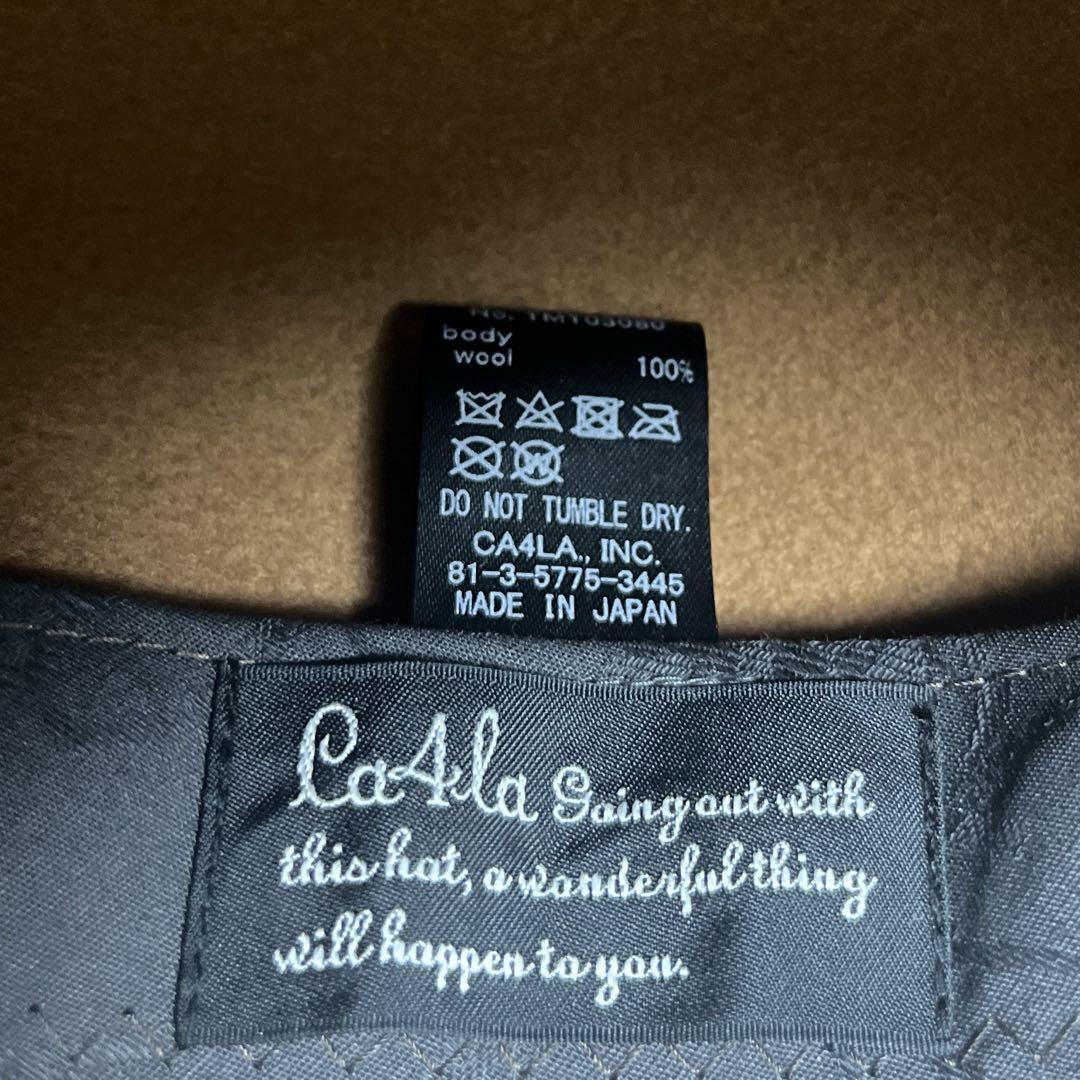 body
wool 100%
W
DO NOT TUMBLE DRY.
CA4LA., INC.
81-3-5775-3445
MADE IN JAPAN
Ca4la Going out with
this hat, a wonderful thing
will happen to you.